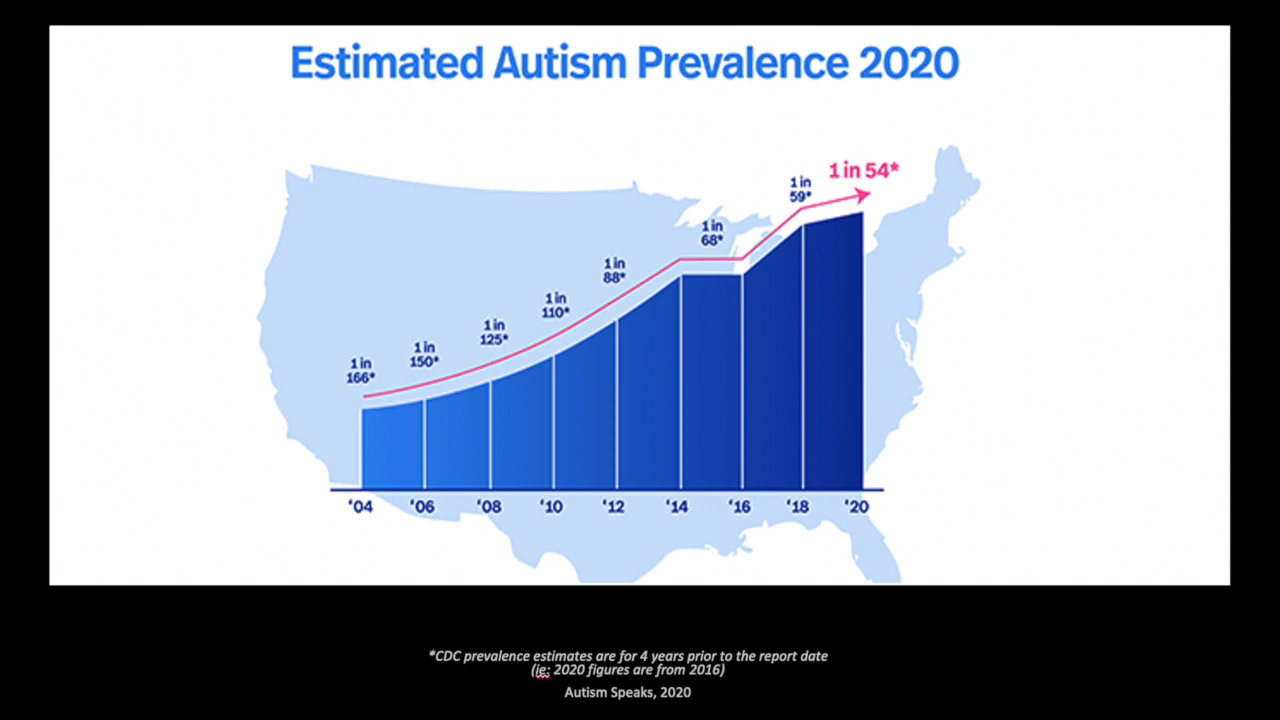 Estimated Autism Prevalence 2020
1 in
166*
1 in
150*
1 in
125*
1 in
110*
1 in
88*
1 in
68*
1 in
59*
1 in 54*
‘04
‘06
‘08
‘10
‘12
‘14
‘16
‘18
‘20
*CDC prevalence estimates are for 4 years prior to the report date
(ie: 2020 figures are from 2016)
Autism Speaks, 2020